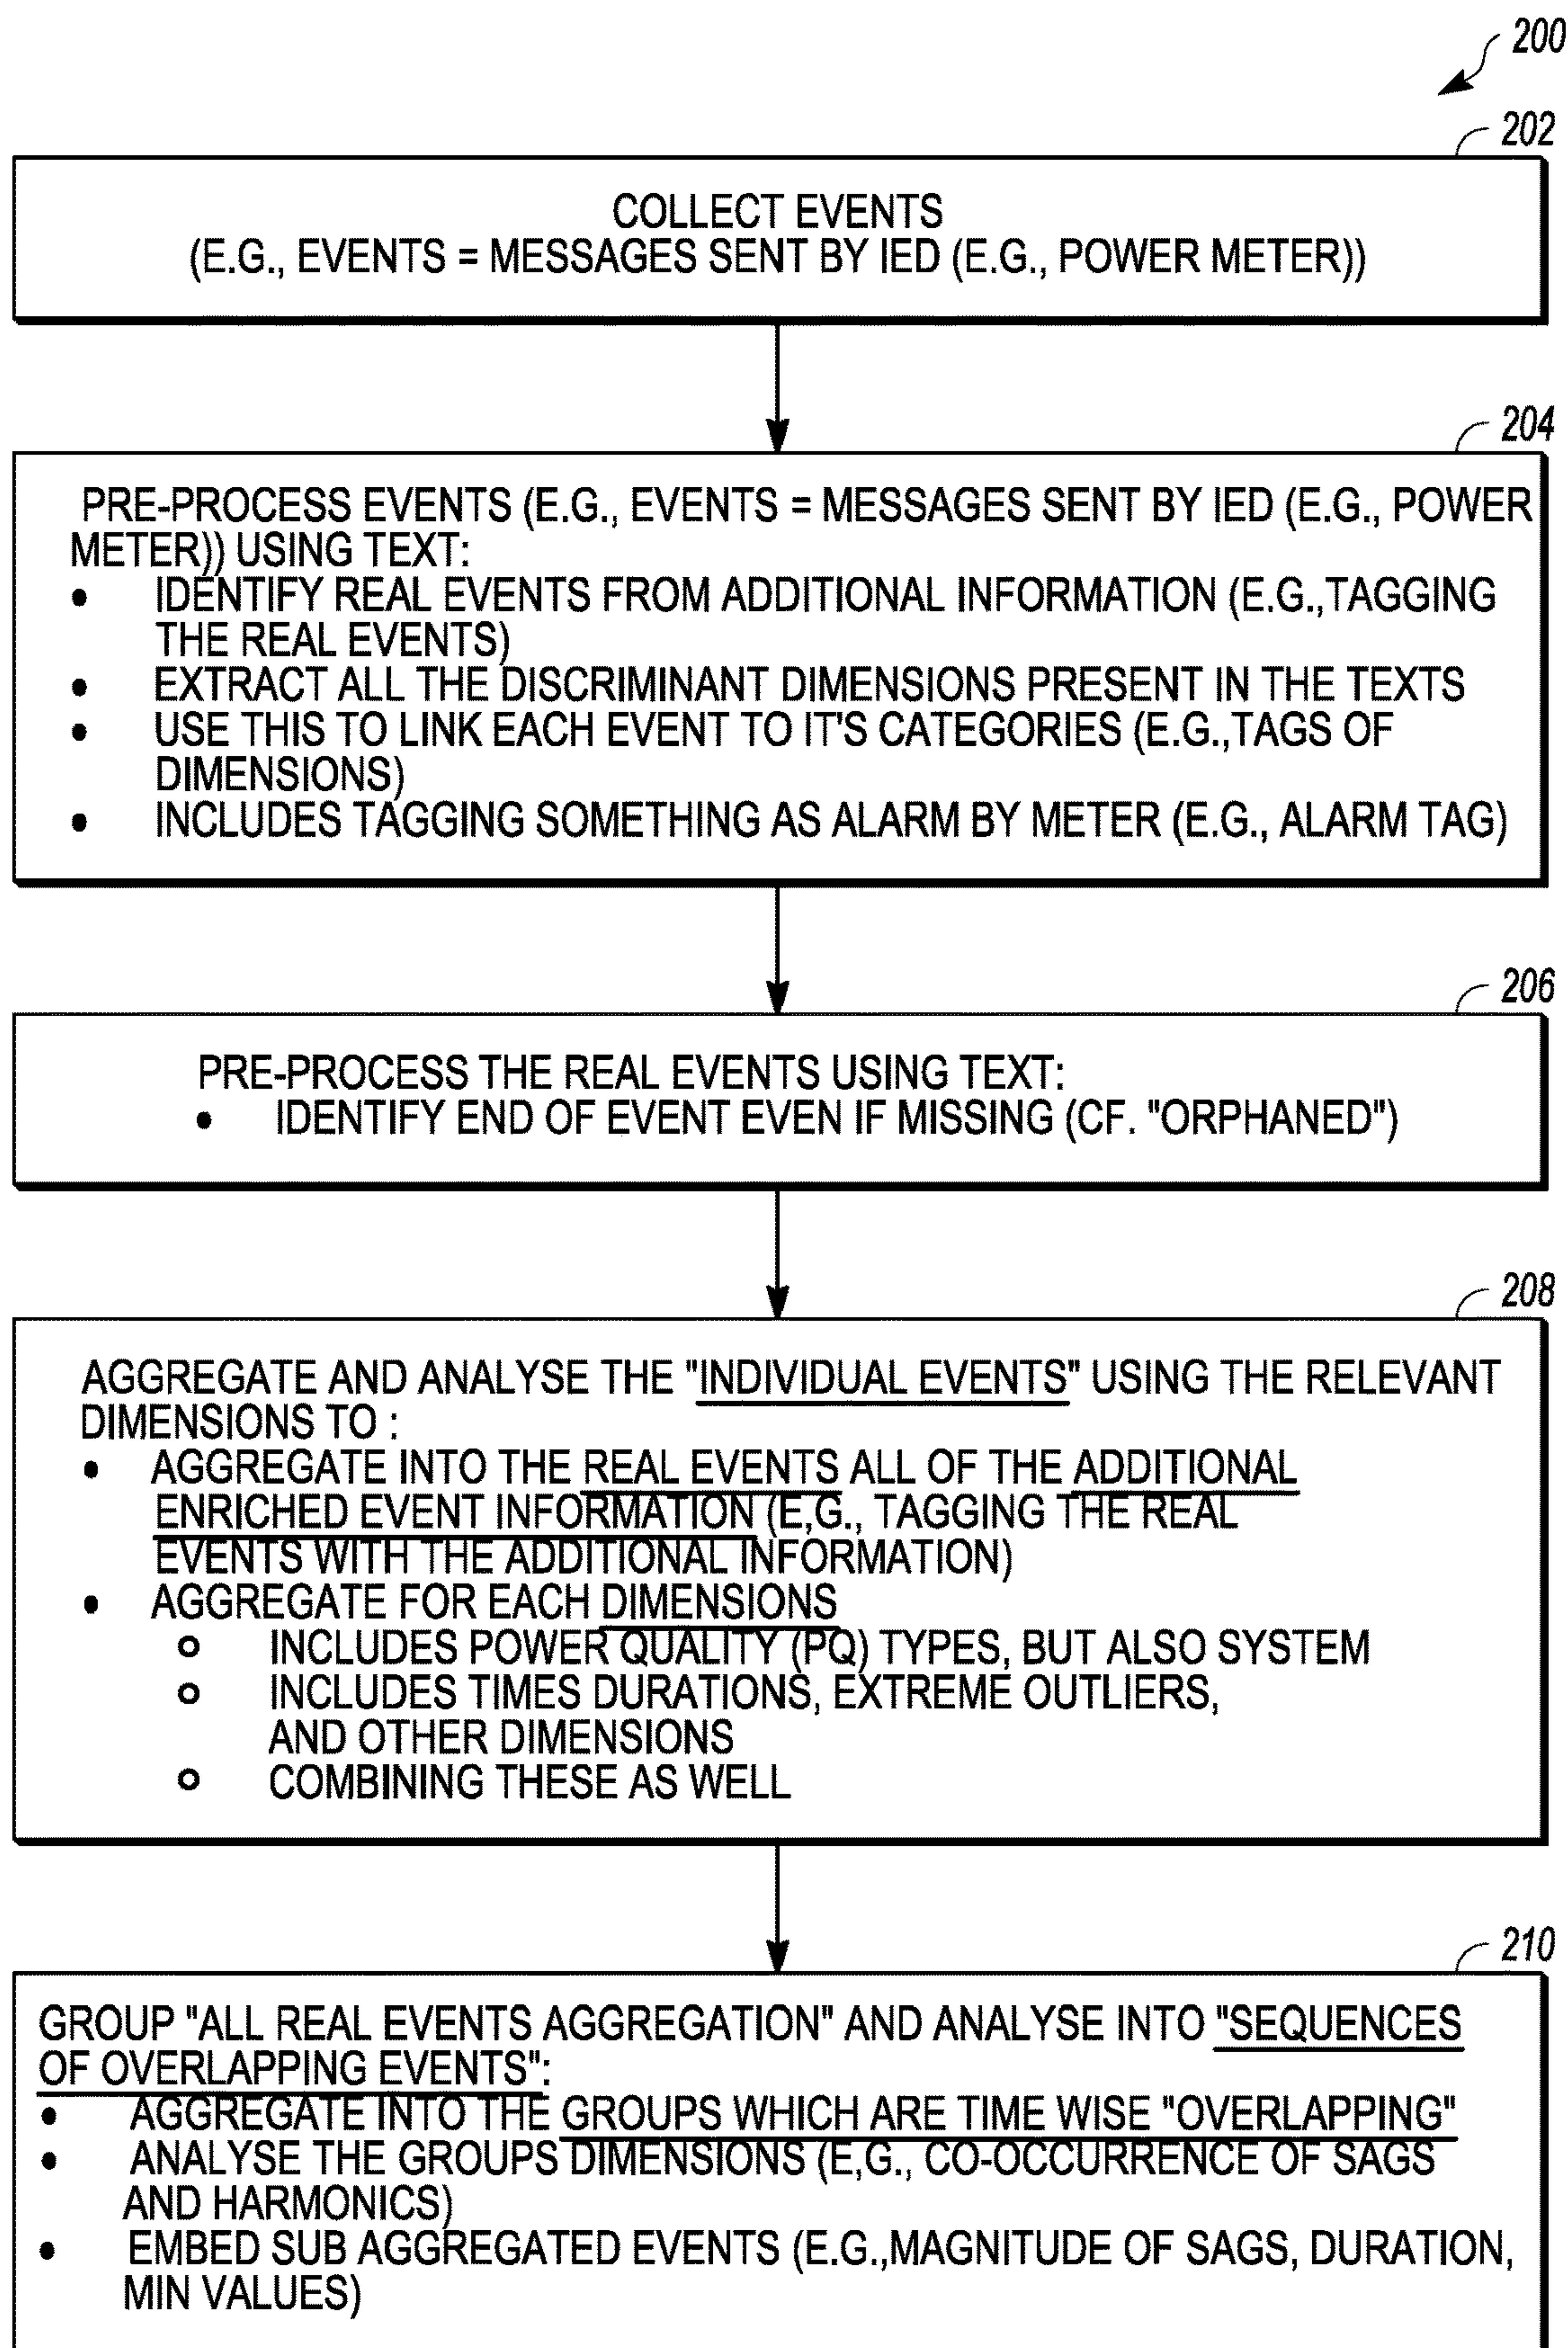 200
202
COLLECT EVENTS
(E.G., EVENTS = MESSAGES SENT BY IED (E.G., POWER METER))
204
PRE-PROCESS EVENTS (E.G., EVENTS = MESSAGES SENT BY IED (E.G., POWER
METER)) USING TEXT:
• IDENTIFY REAL EVENTS FROM ADDITIONAL INFORMATION (E.G.,TAGGING
THE REAL EVENTS)
• EXTRACT ALL THE DISCRIMINANT DIMENSIONS PRESENT IN THE TEXTS
• USE THIS TO LINK EACH EVENT TO IT'S CATEGORIES (E.G.,TAGS OF
DIMENSIONS)
• INCLUDES TAGGING SOMETHING AS ALARM BY METER (E.G., ALARM TAG)
206
PRE-PROCESS THE REAL EVENTS USING TEXT:
• IDENTIFY END OF EVENT EVEN IF MISSING (CF. "ORPHANED")
208
AGGREGATE AND ANALYSE THE "INDIVIDUAL EVENTS" USING THE RELEVANT
DIMENSIONS TO :
• AGGREGATE INTO THE REAL EVENTS ALL OF THE ADDITIONAL
ENRICHED EVENT INFORMATION (E,G., TAGGING THE REAL
EVENTS WITH THE ADDITIONAL INFORMATION)
• AGGREGATE FOR EACH DIMENSIONS
o INCLUDES POWER QUALITY (PQ) TYPES, BUT ALSO SYSTEM
o INCLUDES TIMES DURATIONS, EXTREME OUTLIERS,
AND OTHER DIMENSIONS
o COMBINING THESE AS WELL
210
GROUP "ALL REAL EVENTS AGGREGATION" AND ANALYSE INTO "SEQUENCES
OF OVERLAPPING EVENTS":
• AGGREGATE INTO THE GROUPS WHICH ARE TIME WISE "OVERLAPPING"
• ANALYSE THE GROUPS DIMENSIONS (E,G., CO-OCCURRENCE OF SAGS
AND HARMONICS)
• EMBED SUB AGGREGATED EVENTS (E.G.,MAGNITUDE OF SAGS, DURATION,
MIN VALUES)